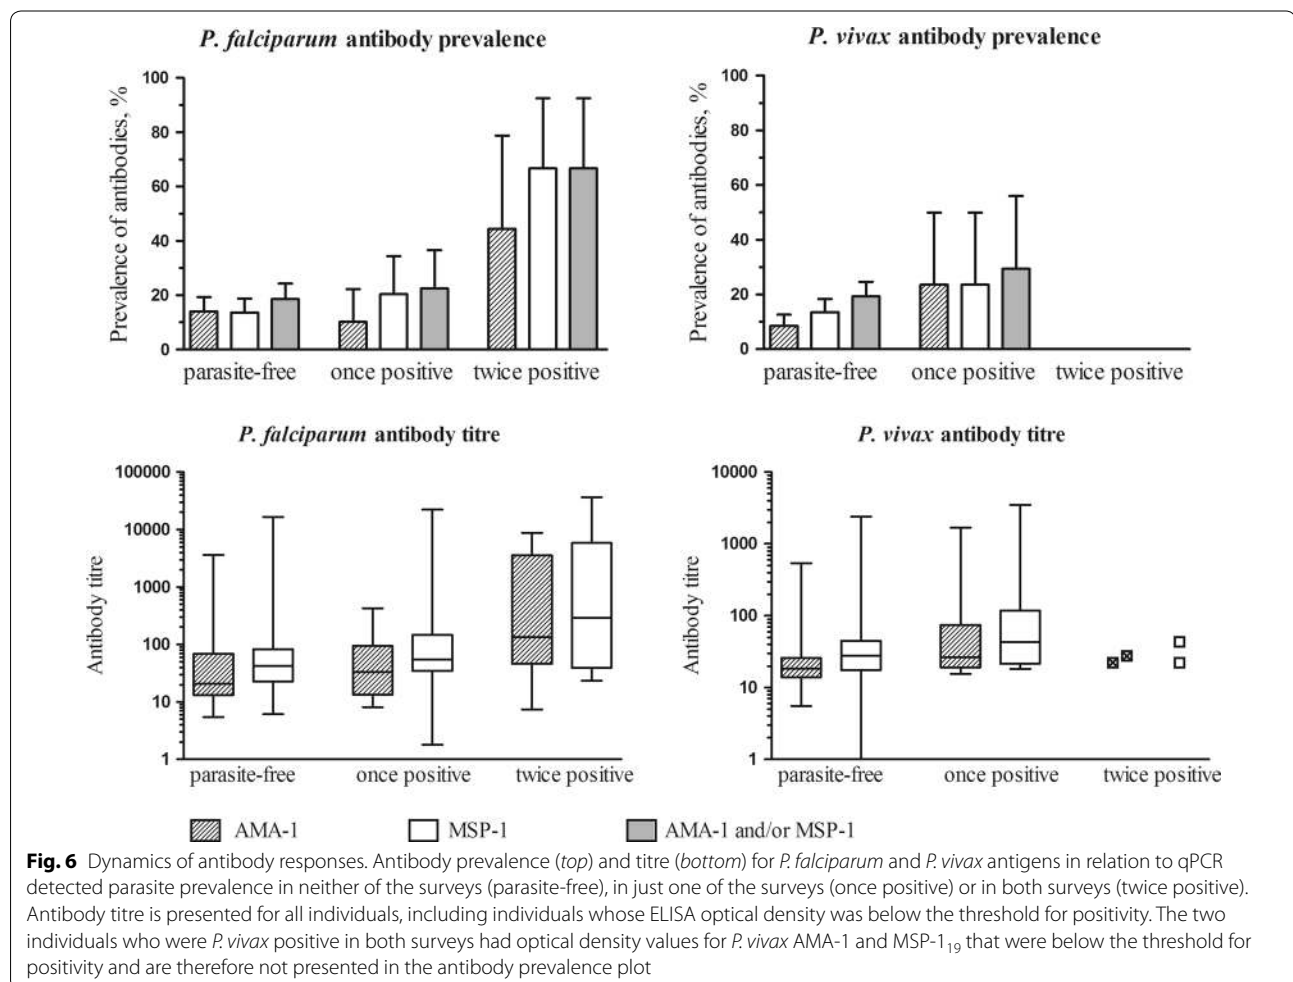 P. falciparum antibody prevalence
Prevalence of antibodies, %
100
80
60
40
20
0
parasite-free once positive twice positive
P. vivax antibody prevalence
Prevalence of antibodies, %
100
80
60
40
20
0
parasite-free once positive twice positive
P. falciparum antibody titre
Antibody titre
100000
10000
1000
100
10
1
parasite-free once positive twice positive
P. vivax antibody titre
Antibody titre
10000
1000
100
10
1
parasite-free once positive twice positive
AMA-1 MSP-1 AMA-1 and/or MSP-1
Fig. 6 Dynamics of antibody responses. Antibody prevalence (top) and titre (bottom) for P. falciparum and P. vivax antigens in relation to qPCR
detected parasite prevalence in neither of the surveys (parasite-free), in just one of the surveys (once positive) or in both surveys (twice positive).
Antibody titre is presented for all individuals, including individuals whose ELISA optical density was below the threshold for positivity. The two
individuals who were P. vivax positive in both surveys had optical density values for P. vivax AMA-1 and MSP-1₁₉ that were below the threshold for
positivity and are therefore not presented in the antibody prevalence plot